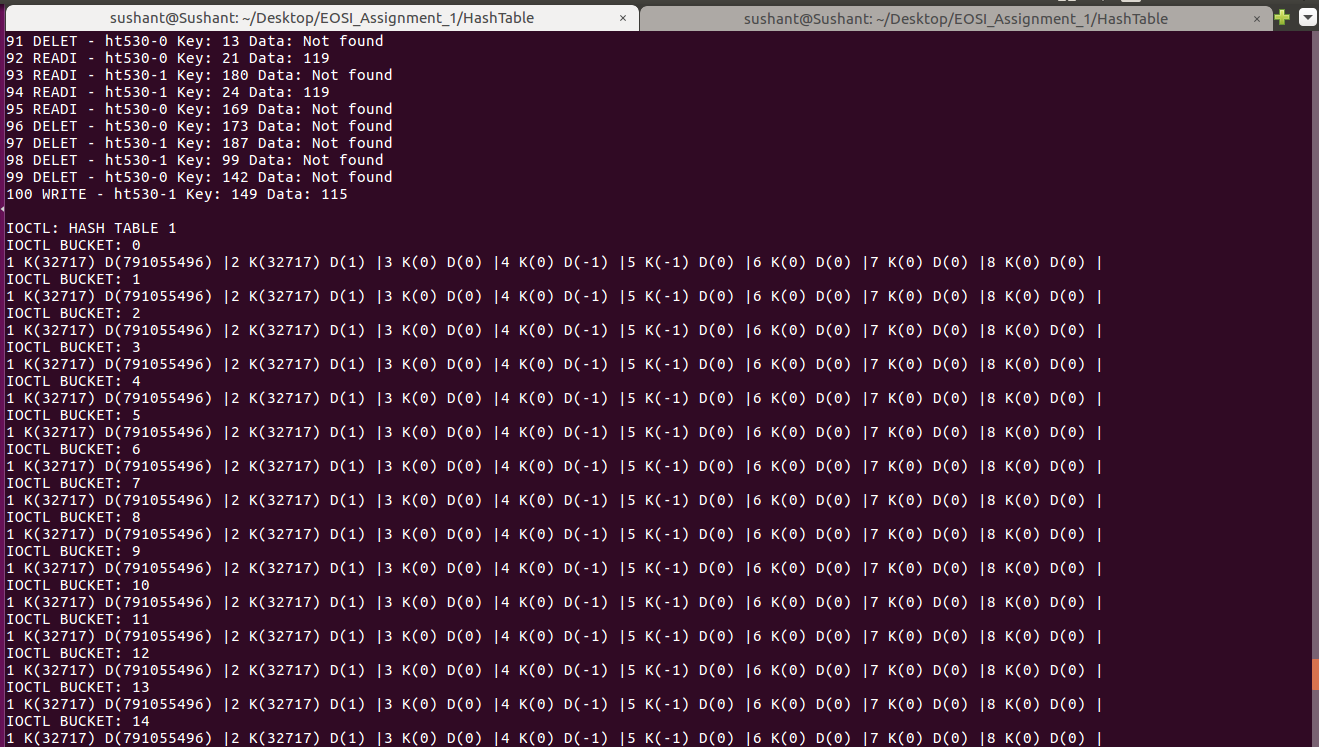 sushant@Sushant: ~/Desktop/EOSI_Assignment_1/HashTable × sushant@Sushant: ~/Desktop/EOSI_Assignment_1/HashTable ×
91 DELET - ht530-0 Key: 13 Data: Not found
92 READI - ht530-0 Key: 21 Data: 119
93 READI - ht530-1 Key: 180 Data: Not found
94 READI - ht530-1 Key: 24 Data: 119
95 READI - ht530-0 Key: 169 Data: Not found
96 DELET - ht530-0 Key: 173 Data: Not found
97 DELET - ht530-1 Key: 187 Data: Not found
98 DELET - ht530-1 Key: 99 Data: Not found
99 DELET - ht530-0 Key: 142 Data: Not found
100 WRITE - ht530-1 Key: 149 Data: 115
IOCTL: HASH TABLE 1
IOCTL BUCKET: 0
1 K(32717) D(791055496) |2 K(32717) D(1) |3 K(0) D(0) |4 K(0) D(-1) |5 K(-1) D(0) |6 K(0) D(0) |7 K(0) D(0) |8 K(0) D(0) |
IOCTL BUCKET: 1
1 K(32717) D(791055496) |2 K(32717) D(1) |3 K(0) D(0) |4 K(0) D(-1) |5 K(-1) D(0) |6 K(0) D(0) |7 K(0) D(0) |8 K(0) D(0) |
IOCTL BUCKET: 2
1 K(32717) D(791055496) |2 K(32717) D(1) |3 K(0) D(0) |4 K(0) D(-1) |5 K(-1) D(0) |6 K(0) D(0) |7 K(0) D(0) |8 K(0) D(0) |
IOCTL BUCKET: 3
1 K(32717) D(791055496) |2 K(32717) D(1) |3 K(0) D(0) |4 K(0) D(-1) |5 K(-1) D(0) |6 K(0) D(0) |7 K(0) D(0) |8 K(0) D(0) |
IOCTL BUCKET: 4
1 K(32717) D(791055496) |2 K(32717) D(1) |3 K(0) D(0) |4 K(0) D(-1) |5 K(-1) D(0) |6 K(0) D(0) |7 K(0) D(0) |8 K(0) D(0) |
IOCTL BUCKET: 5
1 K(32717) D(791055496) |2 K(32717) D(1) |3 K(0) D(0) |4 K(0) D(-1) |5 K(-1) D(0) |6 K(0) D(0) |7 K(0) D(0) |8 K(0) D(0) |
IOCTL BUCKET: 6
1 K(32717) D(791055496) |2 K(32717) D(1) |3 K(0) D(0) |4 K(0) D(-1) |5 K(-1) D(0) |6 K(0) D(0) |7 K(0) D(0) |8 K(0) D(0) |
IOCTL BUCKET: 7
1 K(32717) D(791055496) |2 K(32717) D(1) |3 K(0) D(0) |4 K(0) D(-1) |5 K(-1) D(0) |6 K(0) D(0) |7 K(0) D(0) |8 K(0) D(0) |
IOCTL BUCKET: 8
1 K(32717) D(791055496) |2 K(32717) D(1) |3 K(0) D(0) |4 K(0) D(-1) |5 K(-1) D(0) |6 K(0) D(0) |7 K(0) D(0) |8 K(0) D(0) |
IOCTL BUCKET: 9
1 K(32717) D(791055496) |2 K(32717) D(1) |3 K(0) D(0) |4 K(0) D(-1) |5 K(-1) D(0) |6 K(0) D(0) |7 K(0) D(0) |8 K(0) D(0) |
IOCTL BUCKET: 10
1 K(32717) D(791055496) |2 K(32717) D(1) |3 K(0) D(0) |4 K(0) D(-1) |5 K(-1) D(0) |6 K(0) D(0) |7 K(0) D(0) |8 K(0) D(0) |
IOCTL BUCKET: 11
1 K(32717) D(791055496) |2 K(32717) D(1) |3 K(0) D(0) |4 K(0) D(-1) |5 K(-1) D(0) |6 K(0) D(0) |7 K(0) D(0) |8 K(0) D(0) |
IOCTL BUCKET: 12
1 K(32717) D(791055496) |2 K(32717) D(1) |3 K(0) D(0) |4 K(0) D(-1) |5 K(-1) D(0) |6 K(0) D(0) |7 K(0) D(0) |8 K(0) D(0) |
IOCTL BUCKET: 13
1 K(32717) D(791055496) |2 K(32717) D(1) |3 K(0) D(0) |4 K(0) D(-1) |5 K(-1) D(0) |6 K(0) D(0) |7 K(0) D(0) |8 K(0) D(0) |
IOCTL BUCKET: 14
1 K(32717) D(791055496) |2 K(32717) D(1) |3 K(0) D(0) |4 K(0) D(-1) |5 K(-1) D(0) |6 K(0) D(0) |7 K(0) D(0) |8 K(0) D(0) |